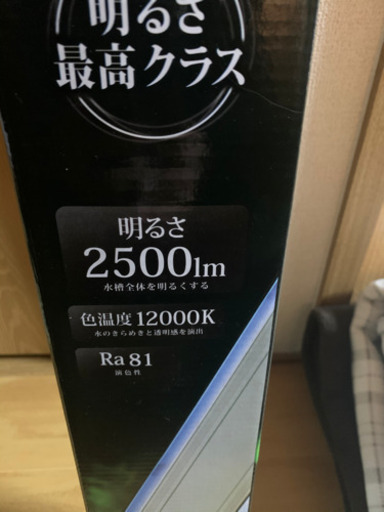 明るさ
最高クラス
明るさ
2500lm
水槽全体を明るくする
色温度 12000K
水のきらめきと透明感を演出
Ra 81
演色性